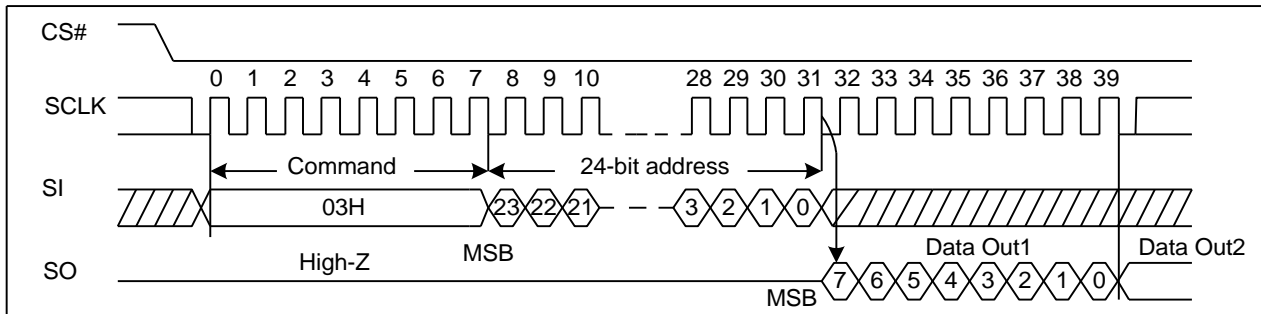 CS#
0 1 2 3 4 5 6 7 8 9 10 28 29 30 31 32 33 34 35 36 37 38 39
SCLK
Command 24-bit address
SI
03H 23 22 21 3 2 1 0
MSB Data Out1 Data Out2
High-Z
SO
7 6 5 4 3 2 1 0
MSB